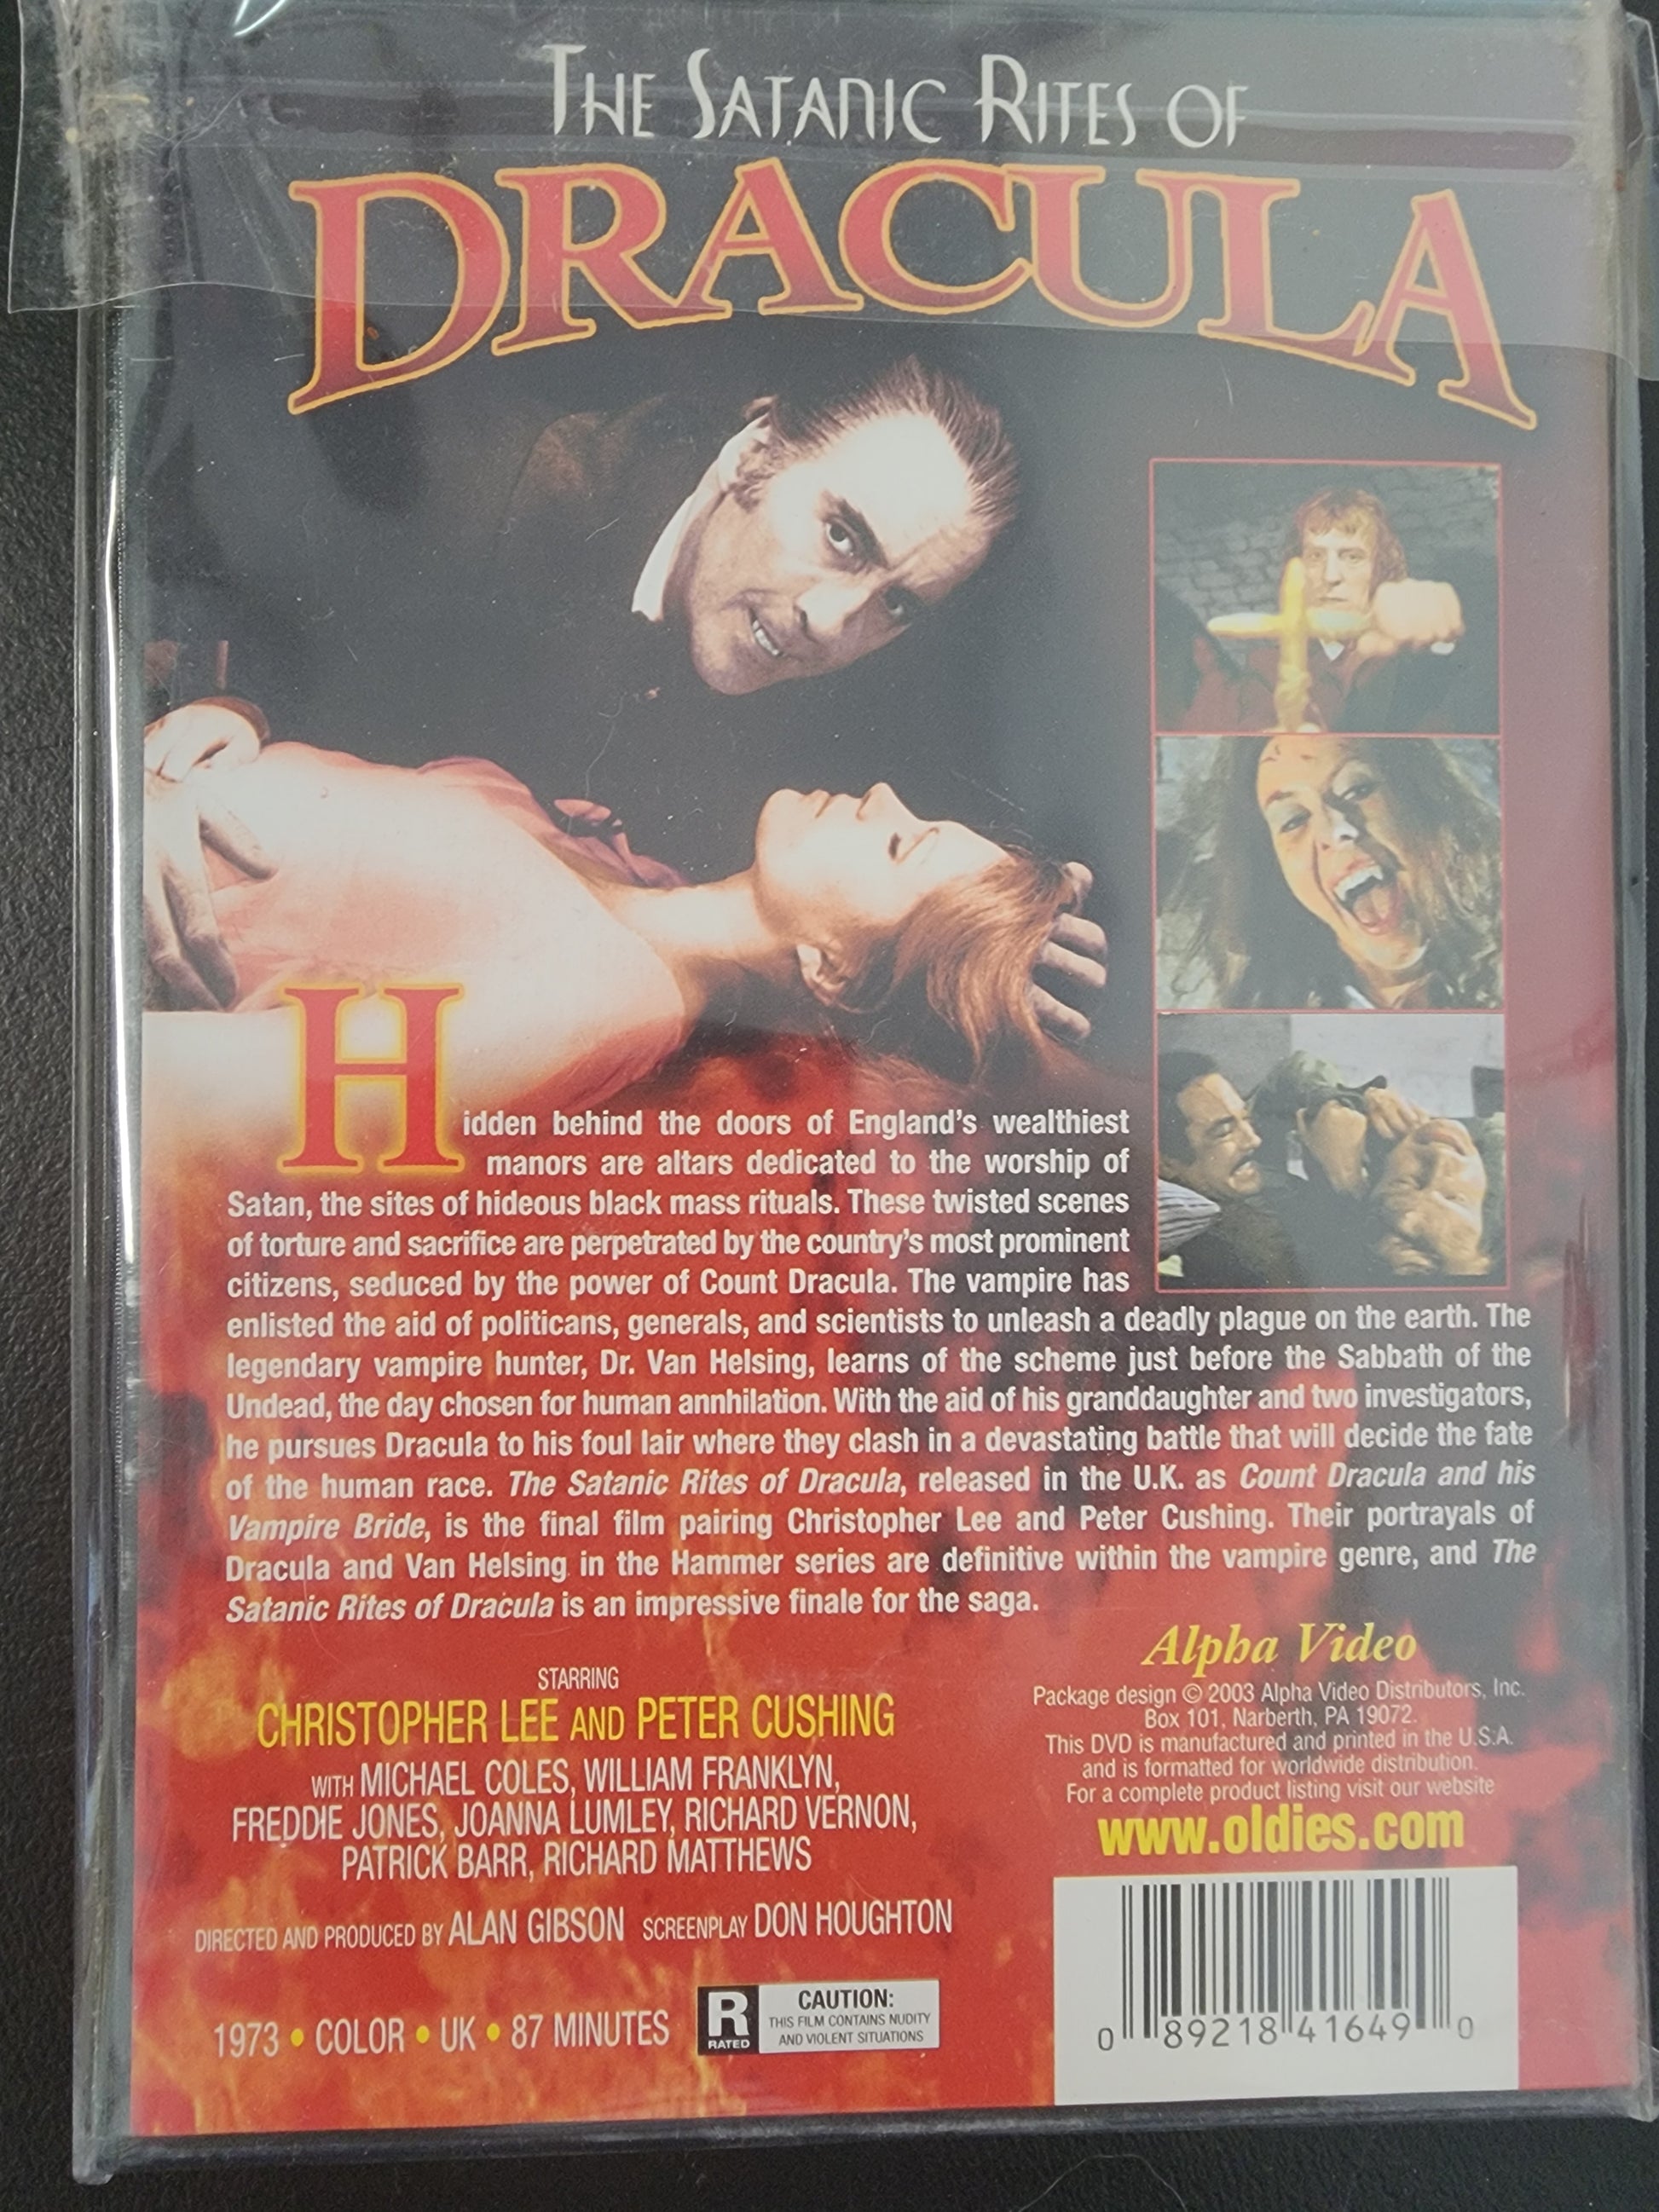 THE SATANIC RITES OF
DRACULA
Hidden behind the doors of England's wealthiest
manors are altars dedicated to the worship of
Satan, the sites of hideous black mass rituals. These twisted scenes
of torture and sacrifice are perpetrated by the country's most prominent
citizens, seduced by the power of Count Dracula. The vampire has
enlisted the aid of politicans, generals, and scientists to unleash a deadly plague on the earth. The
legendary vampire hunter, Dr. Van Helsing, learns of the scheme just before the Sabbath of the
Undead, the day chosen for human annhilation. With the aid of his granddaughter and two investigators,
he pursues Dracula to his foul lair where they clash in a devastating battle that will decide the fate
of the human race. The Satanic Rites of Dracula, released in the U.K. as Count Dracula and his
Vampire Bride, is the final film pairing Christopher Lee and Peter Cushing. Their portrayals of
Dracula and Van Helsing in the Hammer series are definitive within the vampire genre, and The
Satanic Rites of Dracula is an impressive finale for the saga.
STARRING
CHRISTOPHER LEE AND PETER CUSHING
WITH MICHAEL COLES, WILLIAM FRANKLYN,
FREDDIE JONES, JOANNA LUMLEY, RICHARD VERNON,
PATRICK BARR, RICHARD MATTHEWS
DIRECTED AND PRODUCED BY ALAN GIBSON SCREENPLAY DON HOUGHTON
1973 • COLOR • UK • 87 MINUTES
R
RATED
CAUTION:
THIS FILM CONTAINS NUDITY
AND VIOLENT SITUATIONS
Alpha Video
Package design © 2003 Alpha Video Distributors, Inc.
Box 101, Narberth, PA 19072.
This DVD is manufactured and printed in the U.S.A.
and is formatted for worldwide distribution.
For a complete product listing visit our website
www.oldies.com
0 89218 41649 0